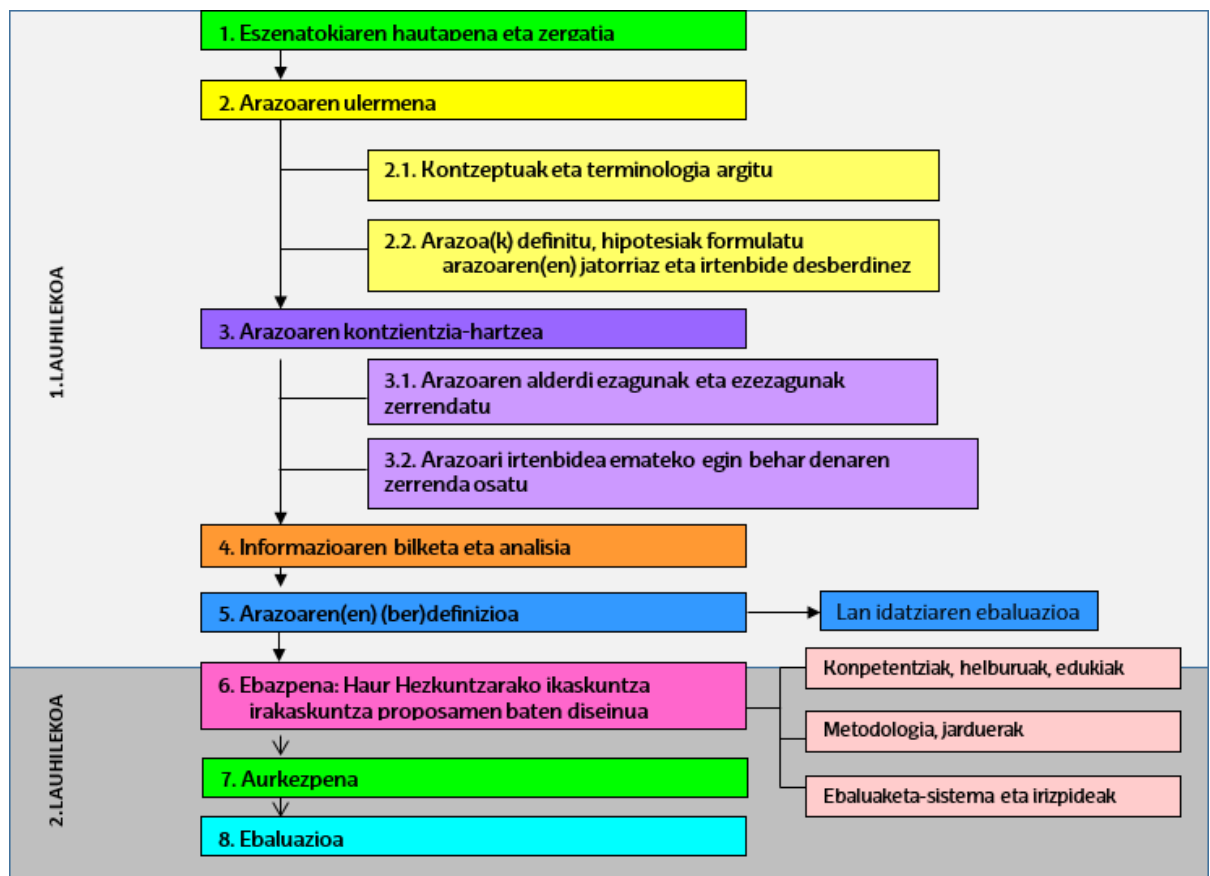 1. Eszenatokiaren hautapena eta zergatia
2. Arazoaren ulermena
2.1. Kontzeptuak eta terminologia argitu
2.2. Arazoa(k) definitu, hipotesiak formulatu
arazoaren(en) jatorriaz eta irtenbide desberdinez
3. Arazoaren kontzientzia-hartzea
3.1. Arazoaren alderdi ezagunak eta ezezagunak
zerrendatu
3.2. Arazoari irtenbidea emateko egin behar denaren
zerrenda osatu
4. Informazioaren bilketa eta analisia
5. Arazoaren(en) (ber)definizioa
Lan idatziaren ebaluazioa
1.LAUHILEKOA
6. Ebazpena: Haur Hezkuntzarako ikaskuntza
irakaskuntza proposamen baten diseinua
Konpetentziak, helburuak, edukiak
Metodologia, jarduerak
Ebaluaketa-sistema eta irizpideak
7. Aurkezpena
8. Ebaluazioa
2.LAUHILEKOA